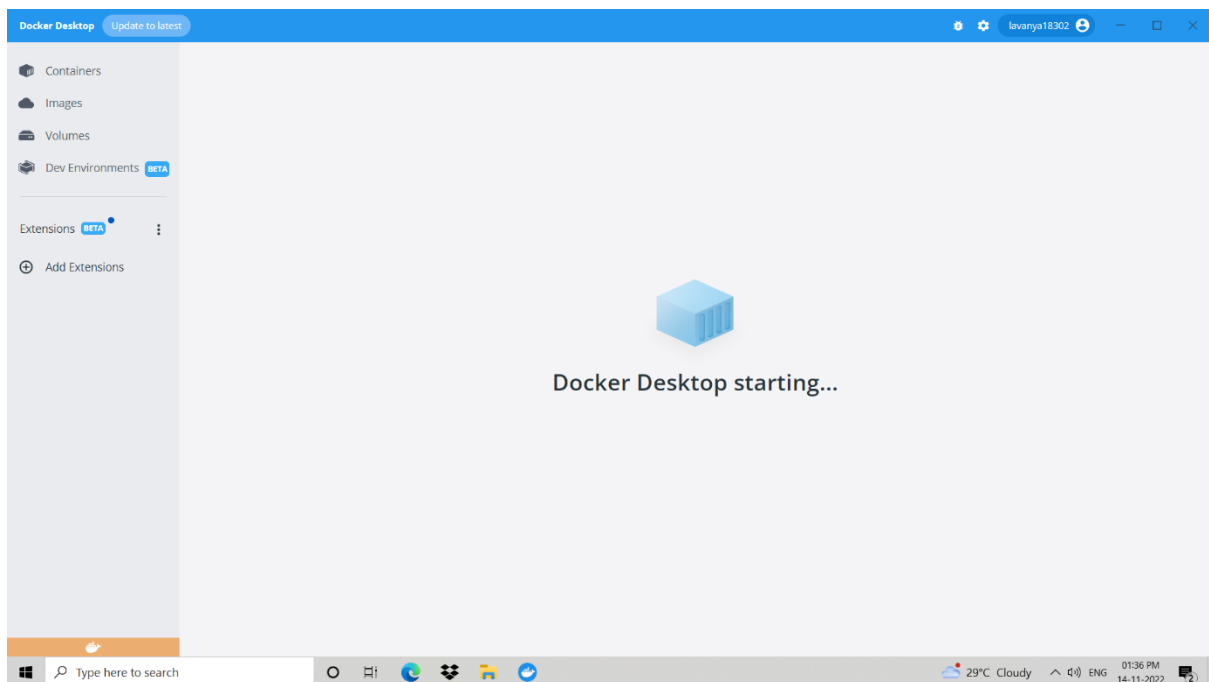 Docker Desktop Update to latest lavanya18302
Containers
Images
Volumes
Dev Environments BETA
Extensions BETA
Add Extensions
Docker Desktop starting...
Type here to search 29°C Cloudy ENG 01:36 PM
14-11-2022 2